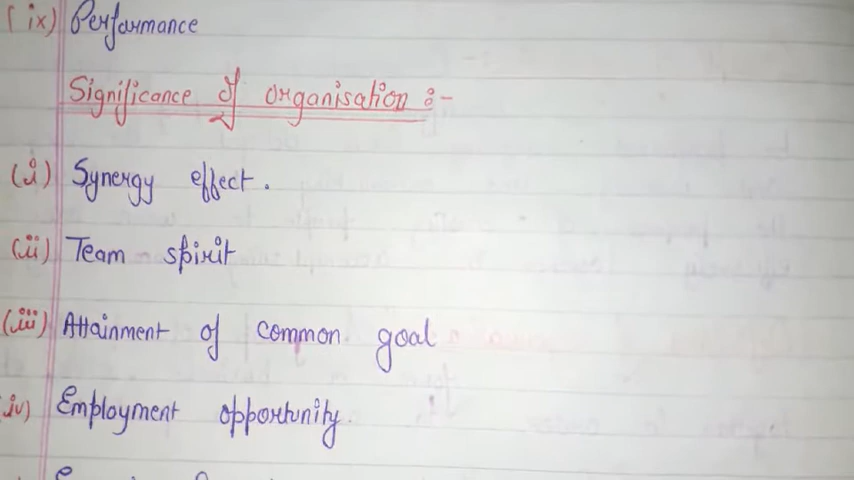 (ix) Performance
Significance of organisation :-
(i) Synergy effect.
(ii) Team spirit
(iii) Attainment of common goal
(iv) Employment opportunity.